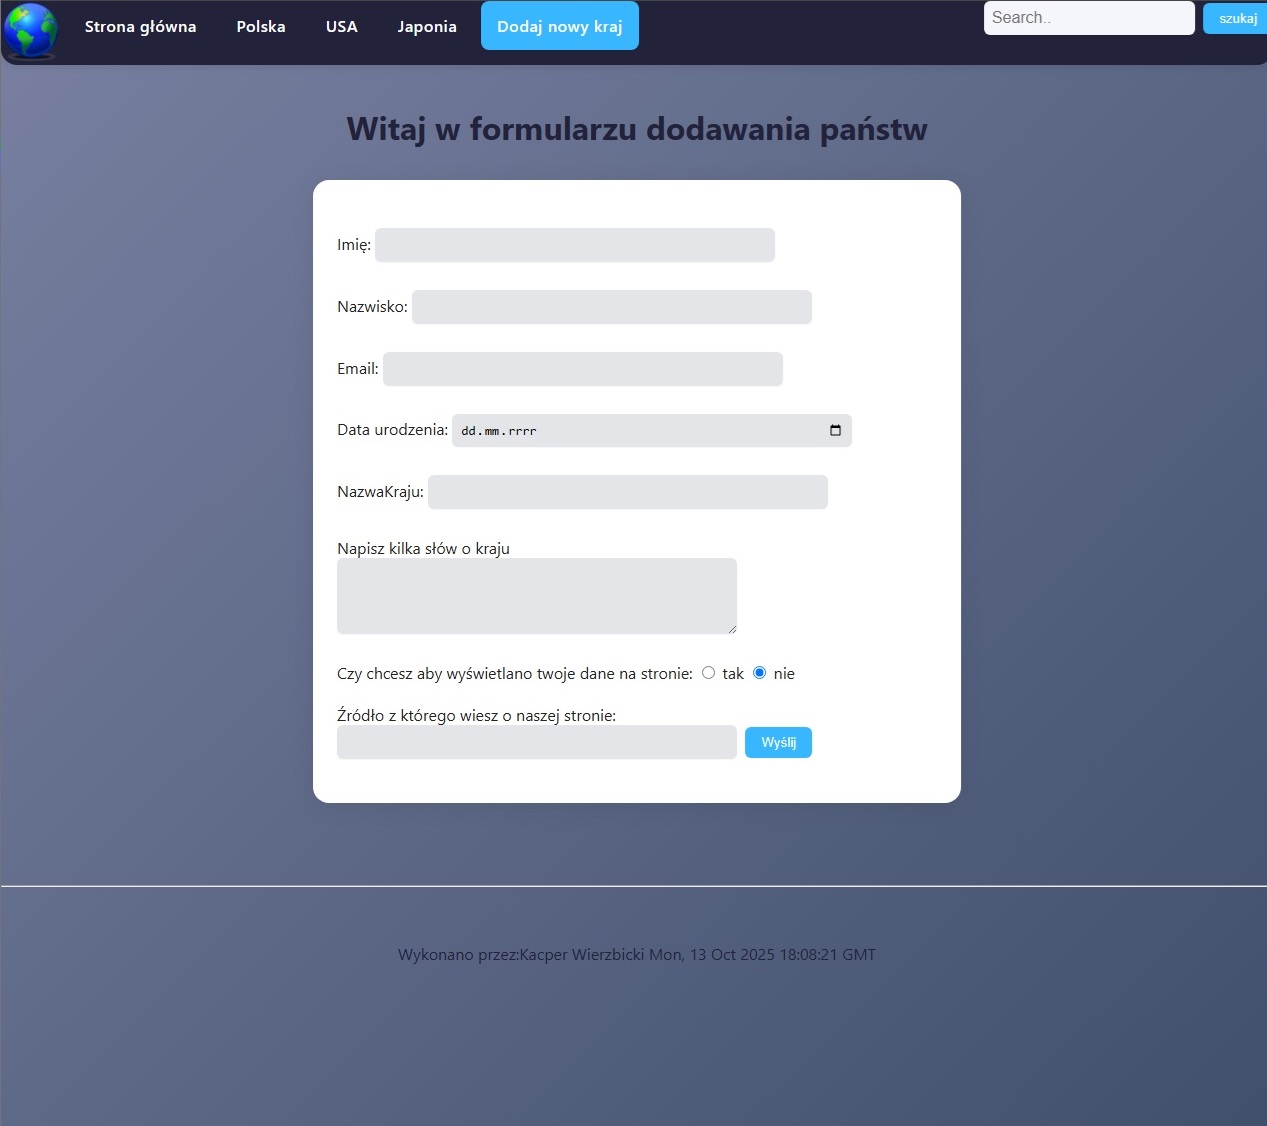 Strona główna Polska USA Japonia Dodaj nowy kraj Search.. szukaj
Witaj w formularzu dodawania państw
Imię:
Nazwisko:
Email:
Data urodzenia: dd.mm.rrrr
NazwaKraju:
Napisz kilka słów o kraju
Czy chcesz aby wyświetlano twoje dane na stronie: tak nie
Źródło z którego wiesz o naszej stronie:
Wyślij
Wykonano przez:Kacper Wierzbicki Mon, 13 Oct 2025 18:08:21 GMT